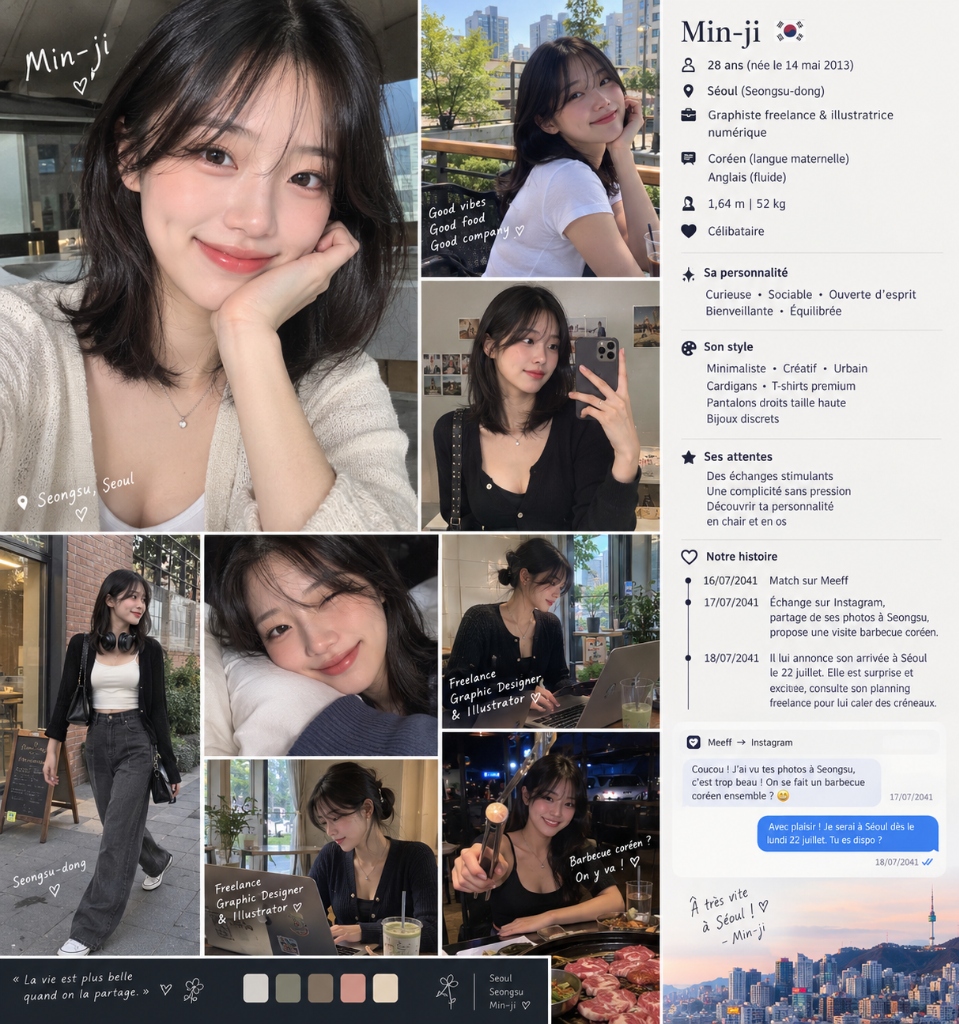 Min-ji
Seongsu, Seoul
Good vibes
Good food
Good company
Seongsu-dong
Freelance
Graphic Designer
& Illustrator
Freelance
Graphic Designer
& Illustrator
Barbecue coréen ?
On y va !
« La vie est plus belle
quand on la partage. »
Seoul
Seongsu
Min-ji
Min-ji
28 ans (née le 14 mai 2013)
Séoul (Seongsu-dong)
Graphiste freelance & illustratrice
numérique
Coréen (langue maternelle)
Anglais (fluide)
1,64 m | 52 kg
Célibataire
Sa personnalité
Curieuse • Sociable • Ouverte d'esprit
Bienveillante • Équilibrée
Son style
Minimaliste • Créatif • Urbain
Cardigans • T-shirts premium
Pantalons droits taille haute
Bijoux discrets
Ses attentes
Des échanges stimulants
Une complicité sans pression
Découvrir ta personnalité
en chair et en os
Notre histoire
16/07/2041 Match sur Meeff
17/07/2041 Échange sur Instagram,
partage de ses photos à Seongsu,
propose une visite barbecue coréen.
18/07/2041 Il lui annonce son arrivée à Séoul
le 22 juillet. Elle est surprise et
excitée, consulte son planning
freelance pour lui caler des créneaux.
Meeff → Instagram
Coucou ! J'ai vu tes photos à Seongsu,
c'est trop beau ! On se fait un barbecue
coréen ensemble ? 😄
17/07/2041
Avec plaisir ! Je serai à Séoul dès le
lundi 22 juillet. Tu es dispo ?
18/07/2041
À très vite
à Séoul !
- Min-ji